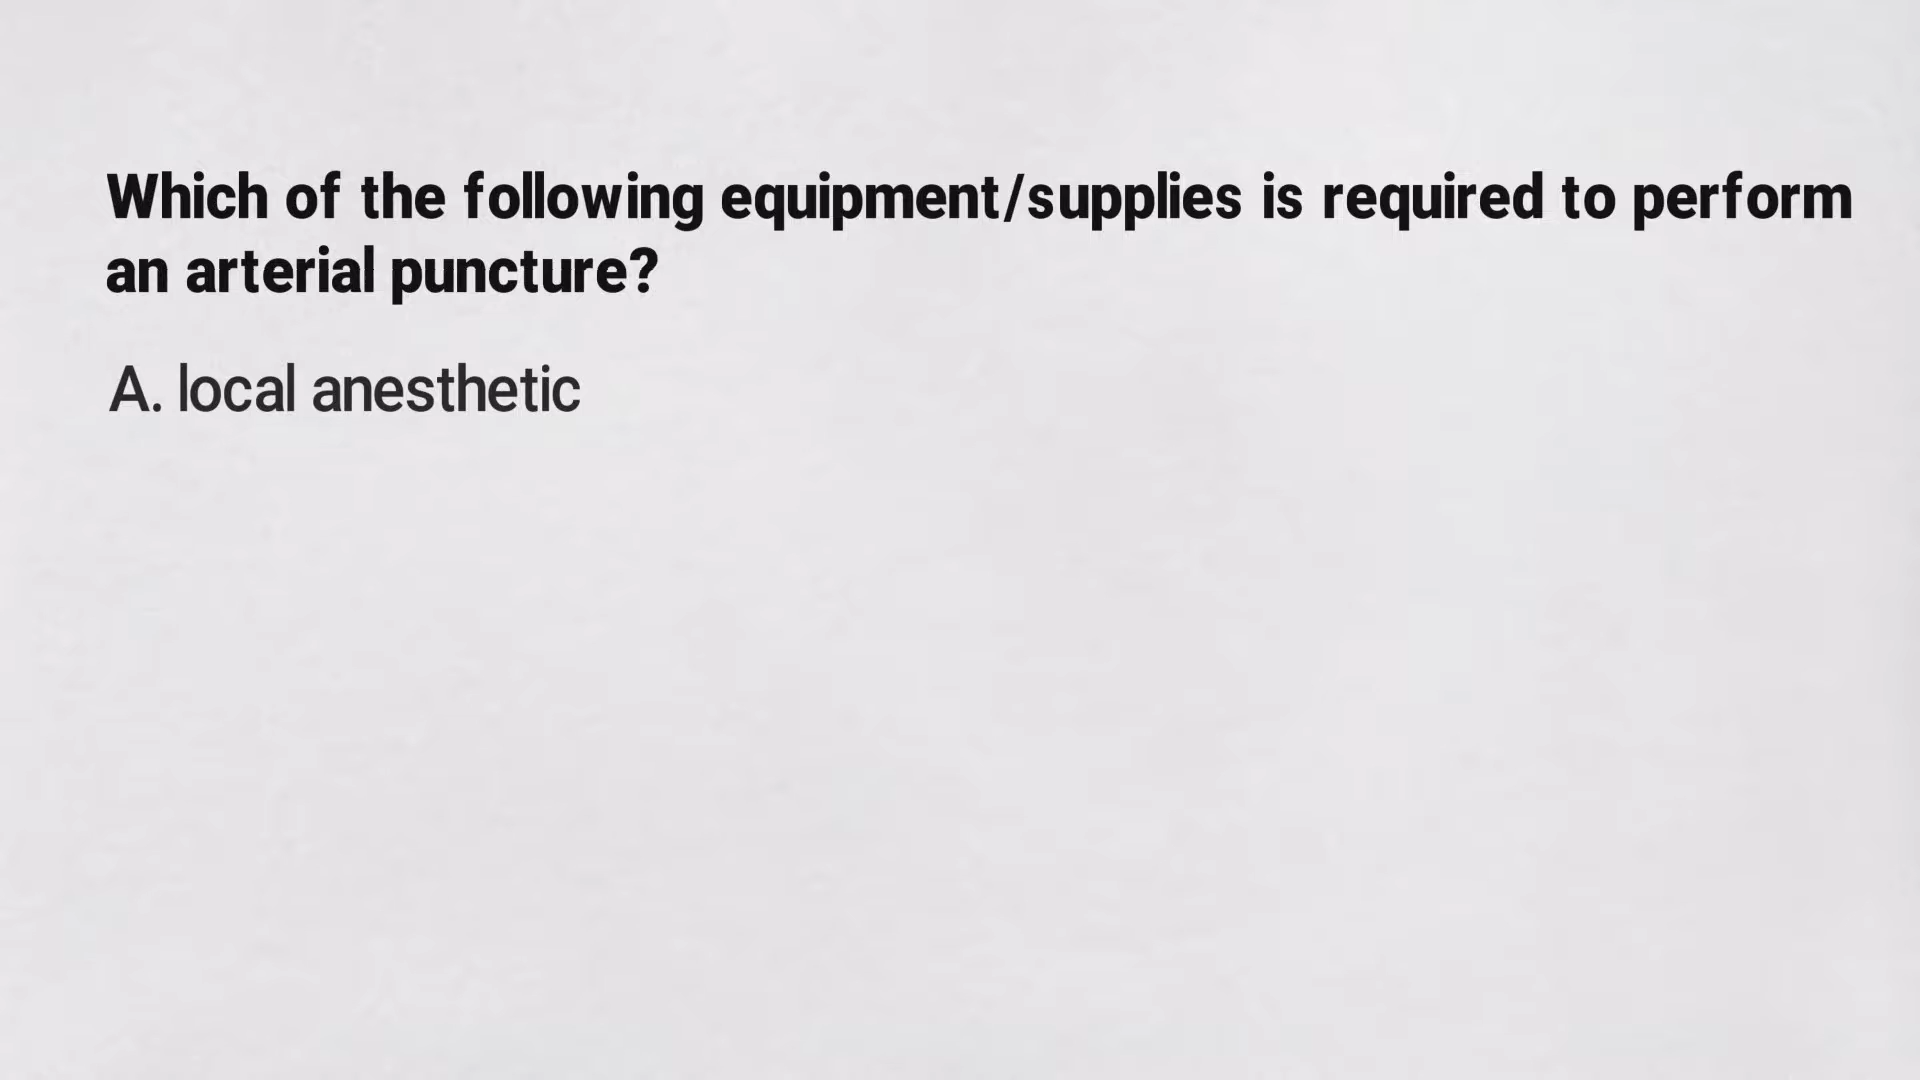 Which of the following equipment/supplies is required to perform
an arterial puncture?
A. local anesthetic